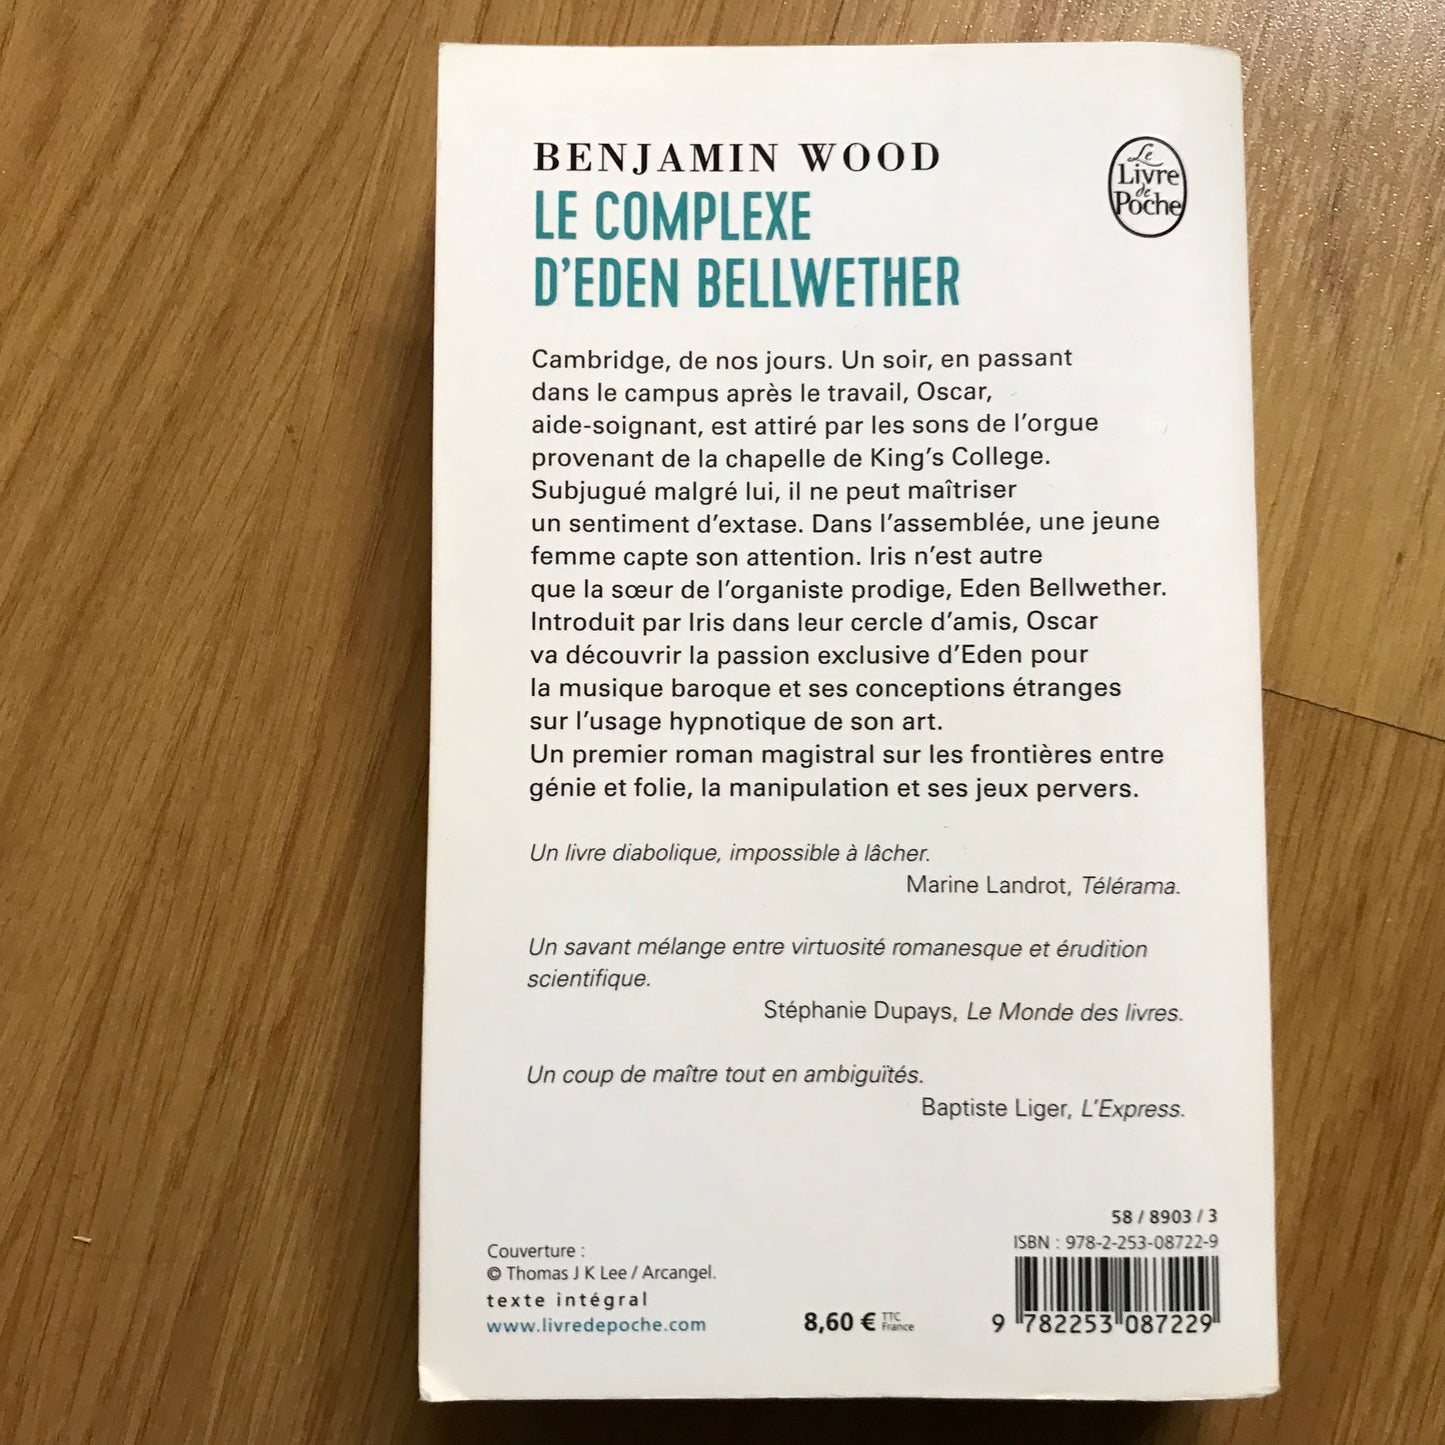 BENJAMIN WOOD
LE COMPLEXE
D'EDEN BELLWETHER
Le
Livre
de
Poche
Cambridge, de nos jours. Un soir, en passant
dans le campus après le travail, Oscar,
aide-soignant, est attiré par les sons de l'orgue
provenant de la chapelle de King's College.
Subjugué malgré lui, il ne peut maîtriser
un sentiment d'extase. Dans l'assemblée, une jeune
femme capte son attention. Iris n'est autre
que la sœur de l'organiste prodige, Eden Bellwether.
Introduit par Iris dans leur cercle d'amis, Oscar
va découvrir la passion exclusive d'Eden pour
la musique baroque et ses conceptions étranges
sur l'usage hypnotique de son art.
Un premier roman magistral sur les frontières entre
génie et folie, la manipulation et ses jeux pervers.
Un livre diabolique, impossible à lâcher.
Marine Landrot, Télérama.
Un savant mélange entre virtuosité romanesque et érudition
scientifique.
Stéphanie Dupays, Le Monde des livres.
Un coup de maître tout en ambiguïtés.
Baptiste Liger, L'Express.
Couverture :
© Thomas J K Lee / Arcangel.
texte intégral
www.livredepoche.com
8,60 € TTC
France
58 / 8903 / 3
ISBN : 978-2-253-08722-9
9 782253 087229